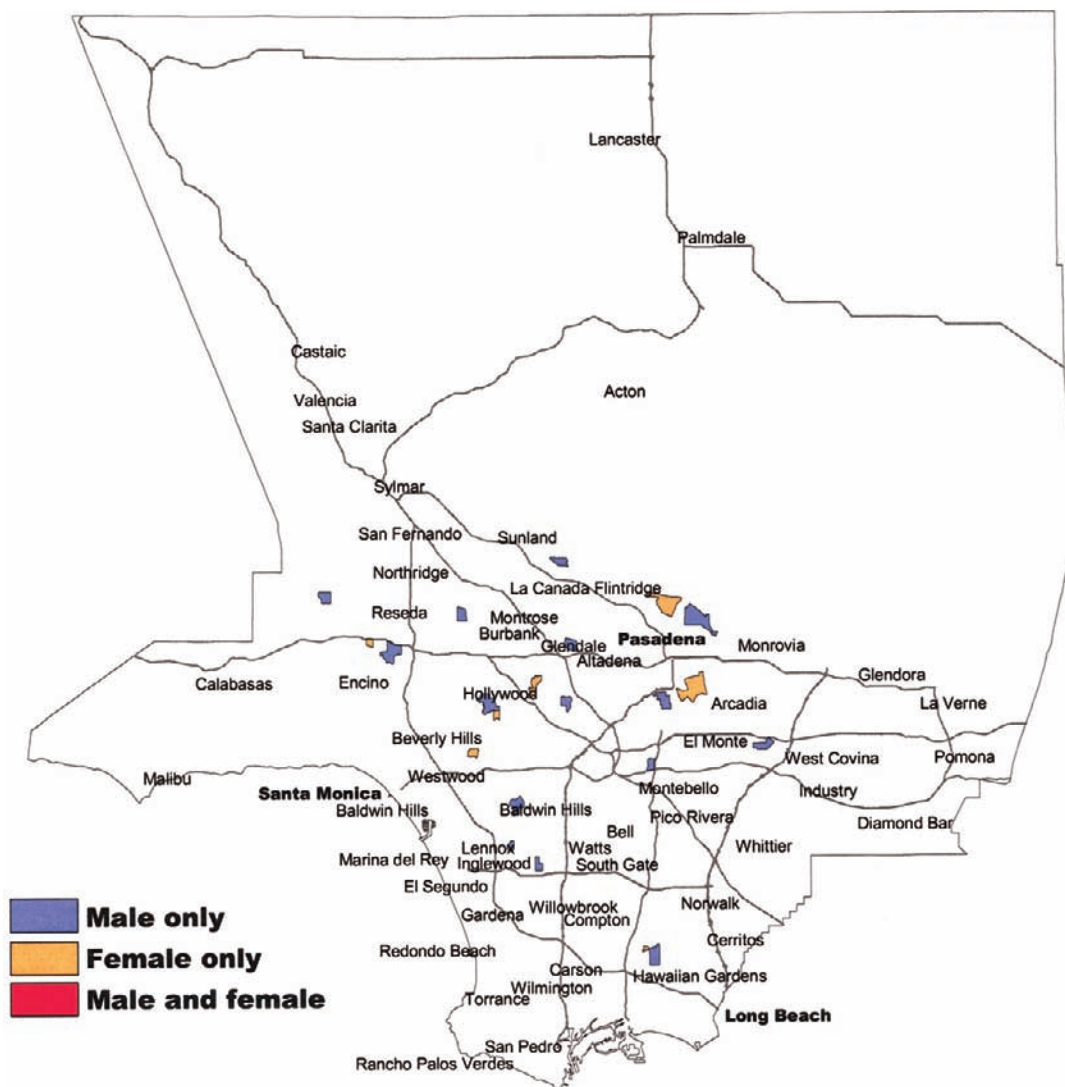 Lancaster
Palmdale
Castaic
Acton
Valencia
Santa Clarita
Sylmar
San Fernando
Sunland
Northridge
La Canada Flintridge
Reseda
Montrose
Burbank
Pasadena
Glendale
Monrovia
Altadena
Calabasas
Encino
Hollywood
Glendora
Arcadia
La Verne
Beverly Hills
El Monte
West Covina
Pomona
Malibu
Westwood
Santa Monica
Montebello
Industry
Baldwin Hills
Baldwin Hills
Pico Rivera
Diamond Bar
Bell
Whittier
Lennox
Watts
Marina del Rey
Inglewood
South Gate
El Segundo
Norwalk
Willowbrook
Gardena
Compton
Male only
Cerritos
Redondo Beach
Female only
Carson
Hawaiian Gardens
Wilmington
Torrance
Male and female
Long Beach
San Pedro
Rancho Palos Verdes